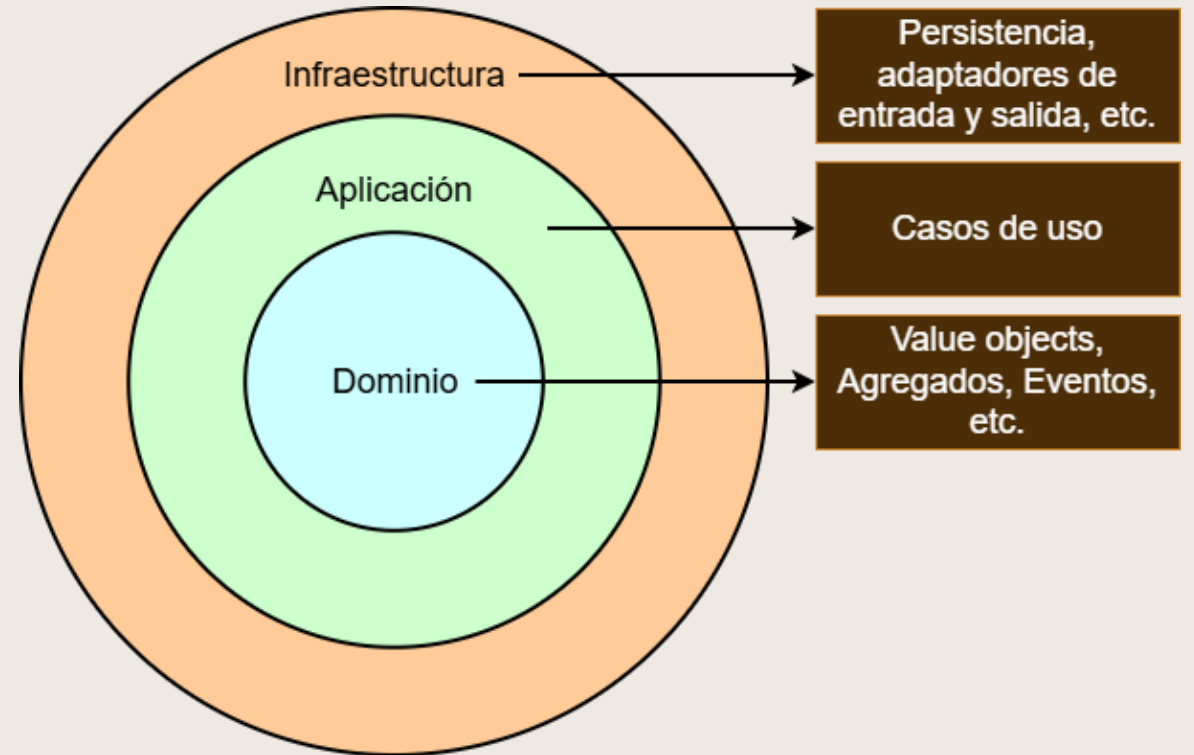 Infraestructura
Persistencia,
adaptadores de
entrada y salida, etc.
Aplicación
Casos de uso
Dominio
Value objects,
Agregados, Eventos,
etc.